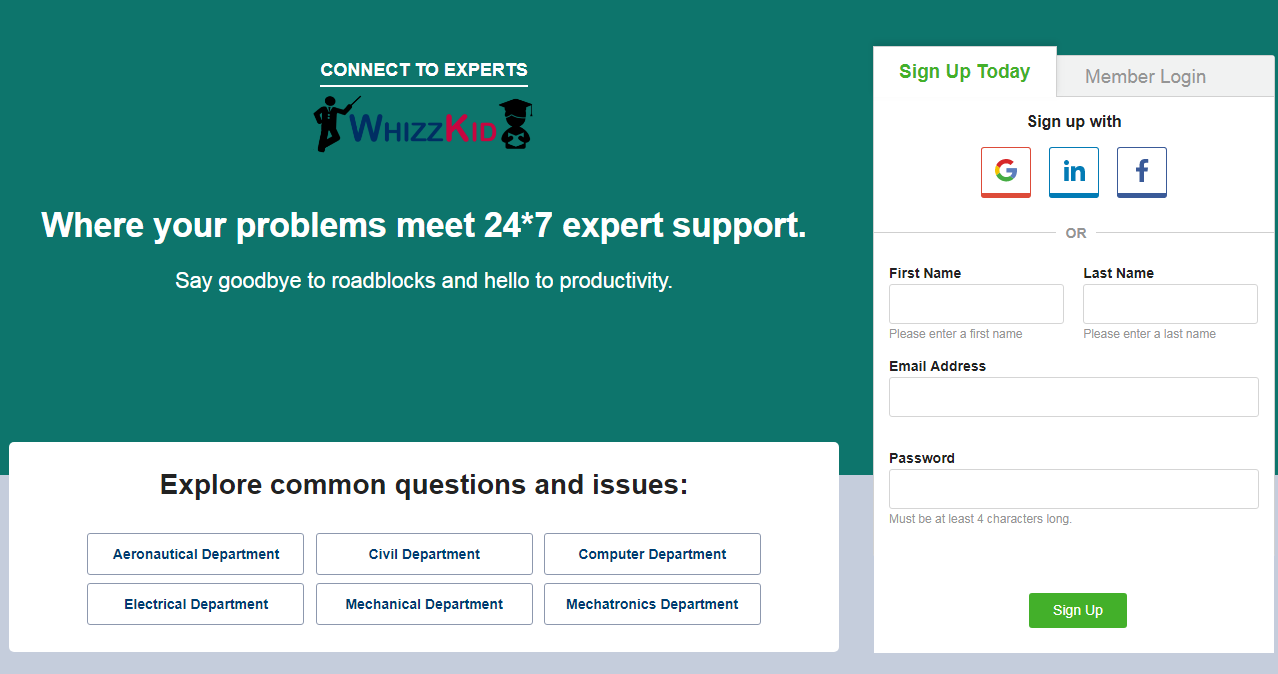 CONNECT TO EXPERTS
WHIZZKID
Where your problems meet 24*7 expert support.
Say goodbye to roadblocks and hello to productivity.
Explore common questions and issues:
Aeronautical Department
Civil Department
Computer Department
Electrical Department
Mechanical Department
Mechatronics Department
Sign Up Today
Member Login
Sign up with
G
in
f
OR
First Name
Last Name
Please enter a first name
Please enter a last name
Email Address
Password
Must be at least 4 characters long.
Sign Up